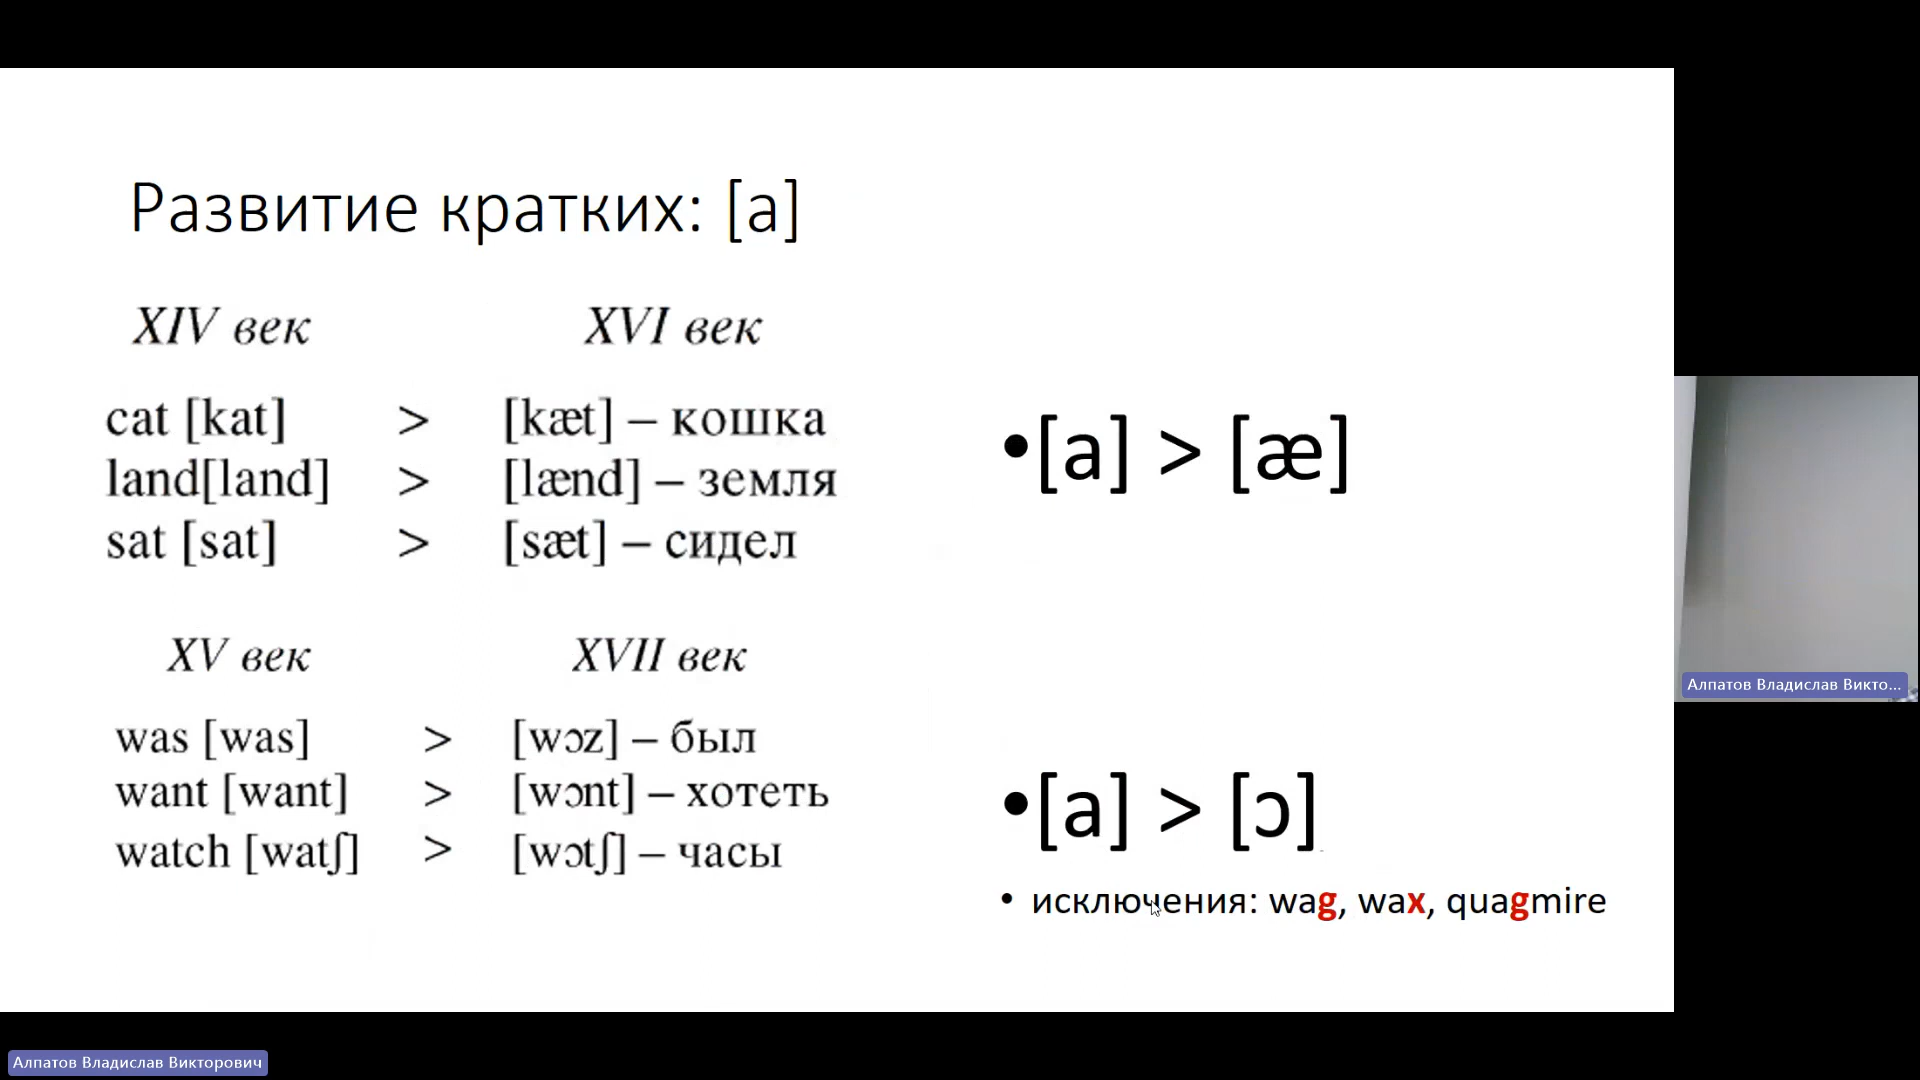 Развитие кратких: [a]
XIV век XVI век
cat [kat] > [kæt] – кошка
land[land] > [lænd] – земля
sat [sat] > [sæt] – сидел
•[a] > [æ]
XV век XVII век
was [was] > [wɔz] – был
want [want] > [wɔnt] – хотеть
watch [watʃ] > [wɔtʃ] – часы
•[a] > [ɔ]
• исключения: wag, wax, quagmire
Алпатов Владислав Викто...
Алпатов Владислав Викторович